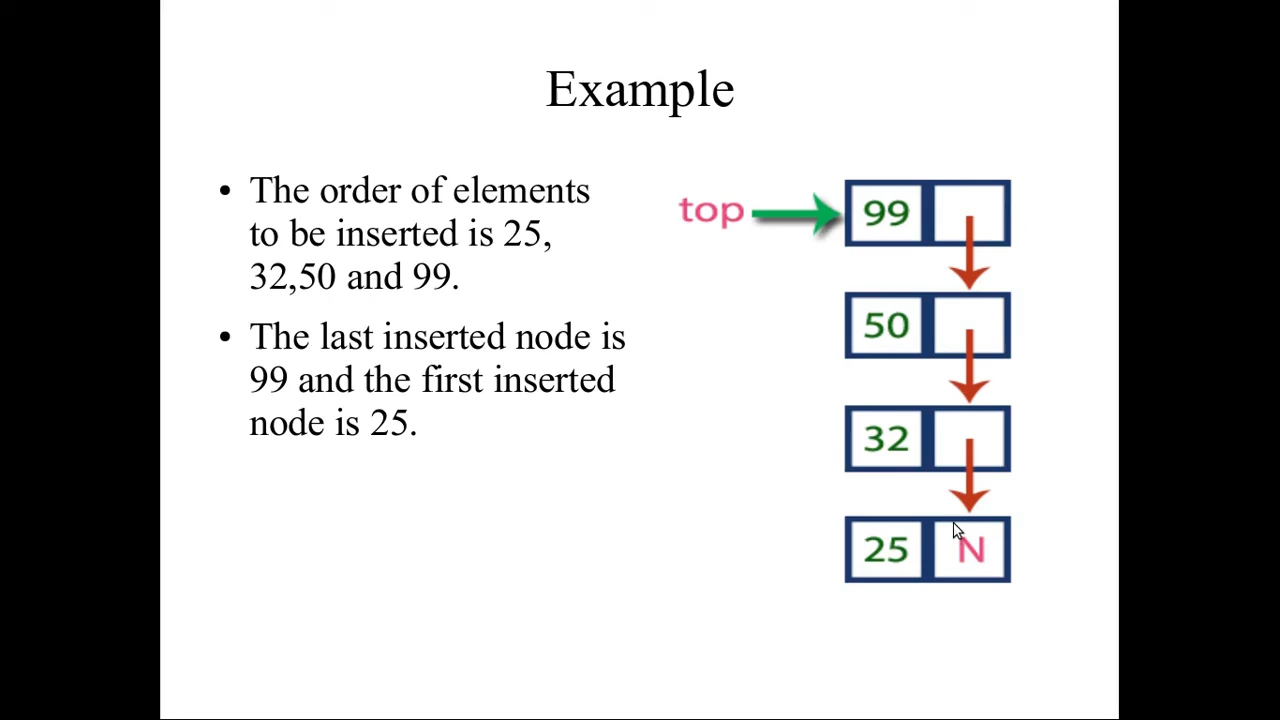 Example
• The order of elements
to be inserted is 25,
32,50 and 99.
• The last inserted node is
99 and the first inserted
node is 25.
top
99
50
32
25 N